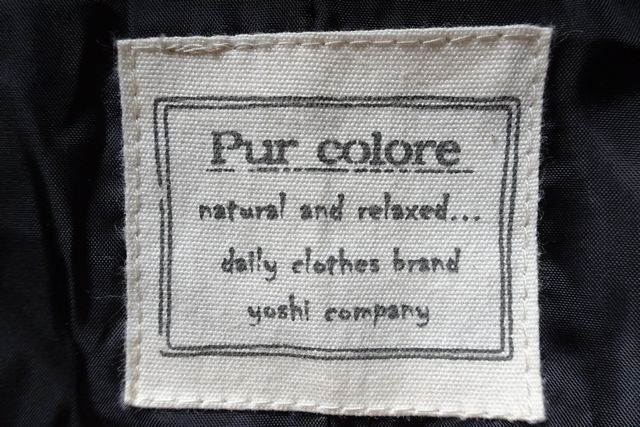 Pur colore
natural and relaxed...
daily clothes brand
yoshi company